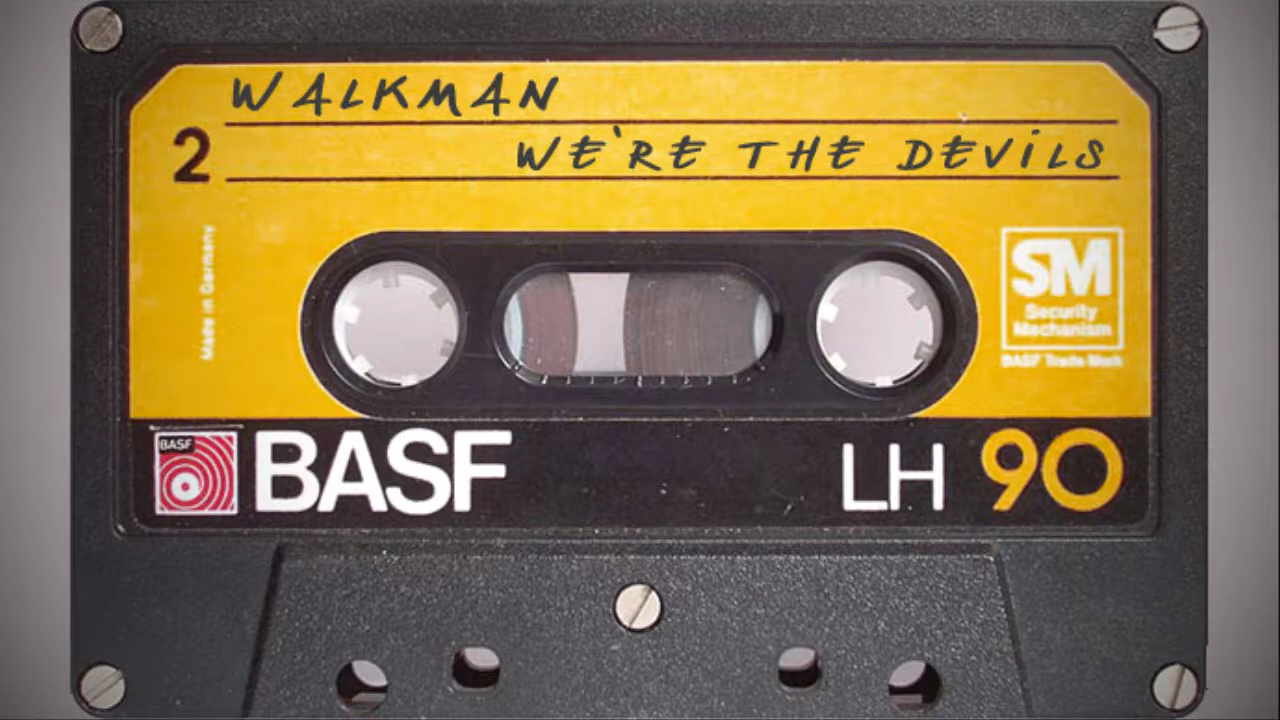 WALKMAN
2
WE'RE THE DEVILS
Made in Germany
SM
Security
Mechanism
BASF Trade Mark
BASF
BASF
LH 90